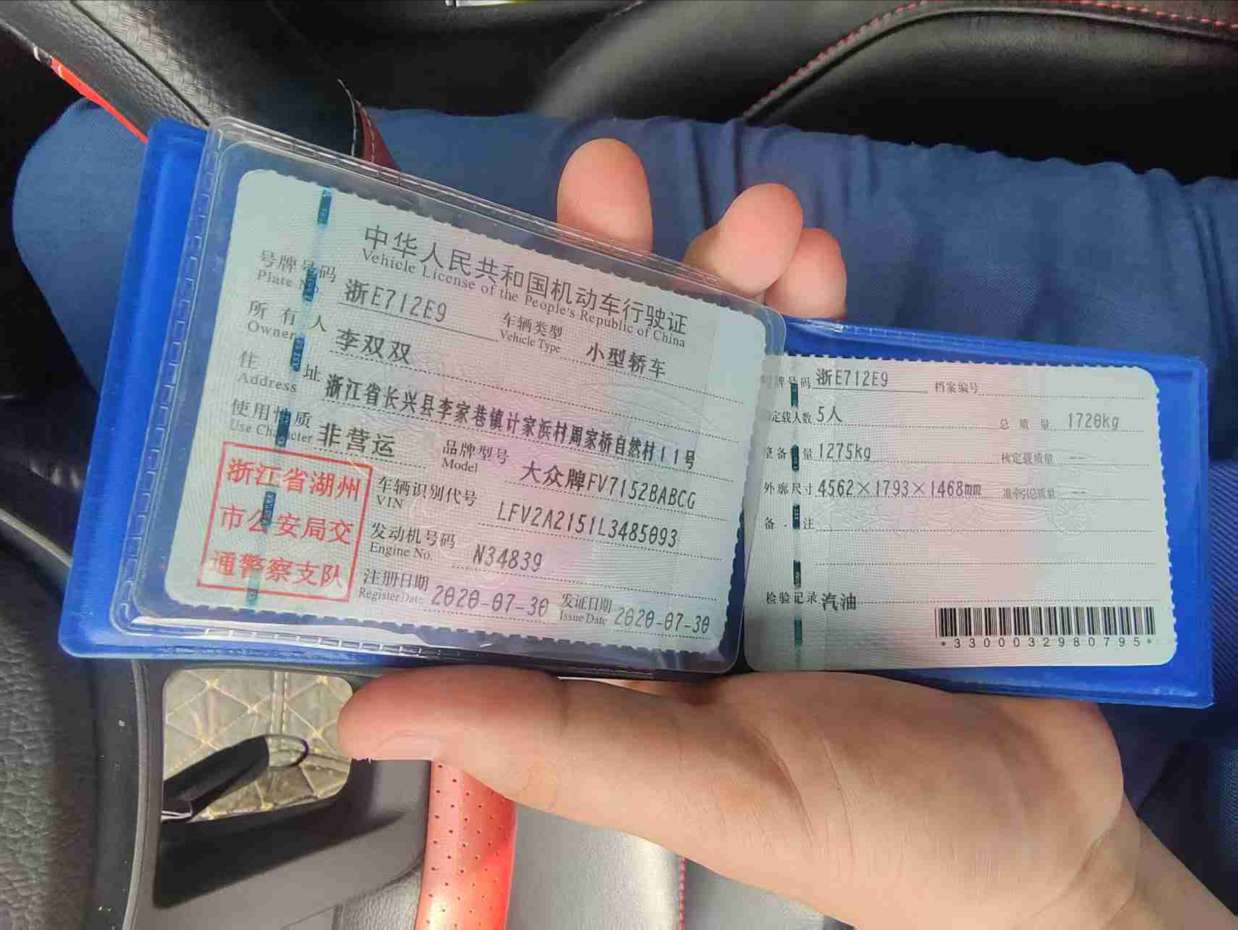 中华人民共和国机动车行驶证
Vehicle License of the People's Republic of China
号牌号码 浙E712E9 车辆类型 小型轿车
Plate No. Vehicle Type
所有人 李双双
Owner
住址 浙江省长兴县李家巷镇计家浜村周家桥自然村11号
Address
使用性质 非营运 品牌型号 大众牌FV7152BABCG
Use Character Model
浙江省湖州
市公安局交
通警察支队
车辆识别代号 LFV2A2151L3485093
VIN
发动机号码 N34839
Engine No.
注册日期 2020-07-30 发证日期 2020-07-30
Register Date Issue Date
号牌号码 浙E712E9 档案编号
定载人数 5人 总质量 1720kg
整备质量 1275kg 核定载质量 --
外廓尺寸 4562×1793×1468mm 准牵引总质量 --
备注
检验记录 汽油
*3300032980795*